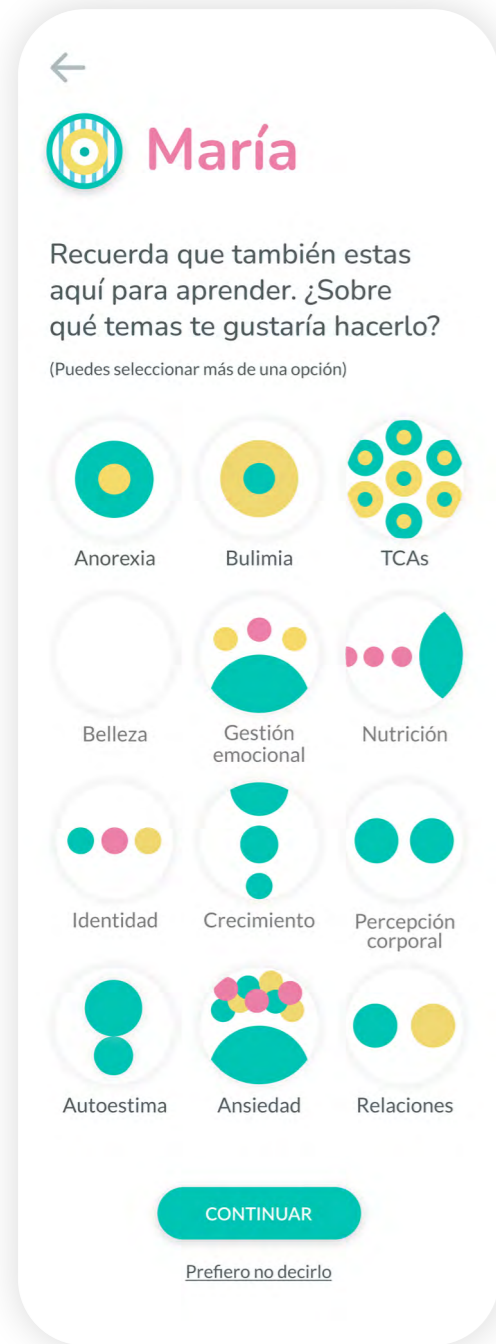 María
Recuerda que también estas
aquí para aprender. ¿Sobre
qué temas te gustaría hacerlo?
(Puedes seleccionar más de una opción)
Anorexia
Bulimia
TCAs
Belleza
Gestión
emocional
Nutrición
Identidad
Crecimiento
Percepción
corporal
Autoestima
Ansiedad
Relaciones
CONTINUAR
Prefiero no decirlo